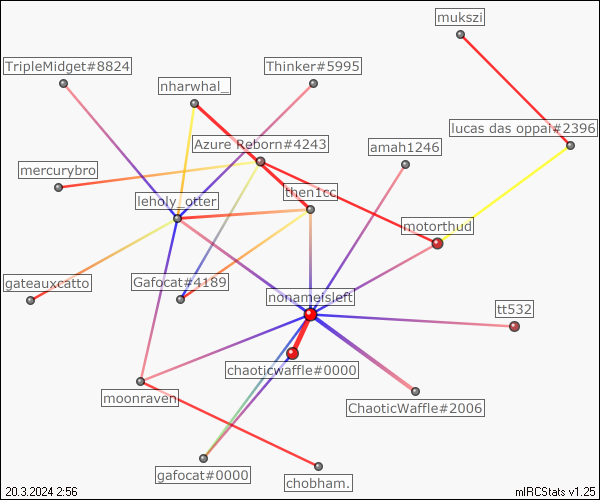 mukszi
TripleMidget#8824
Thinker#5995
nharwhal_
lucas das oppai#2396
Azure Reborn#4243
amah1246
mercurybro
then1cc
leholy_otter
motorthud
gateauxcatto
Gafocat#4189
nonameisleft
tt532
chaoticwaffle#0000
moonraven
ChaoticWaffle#2006
gafocat#0000
chobham.
20.3.2024 2:56
mIRCStats v1.25